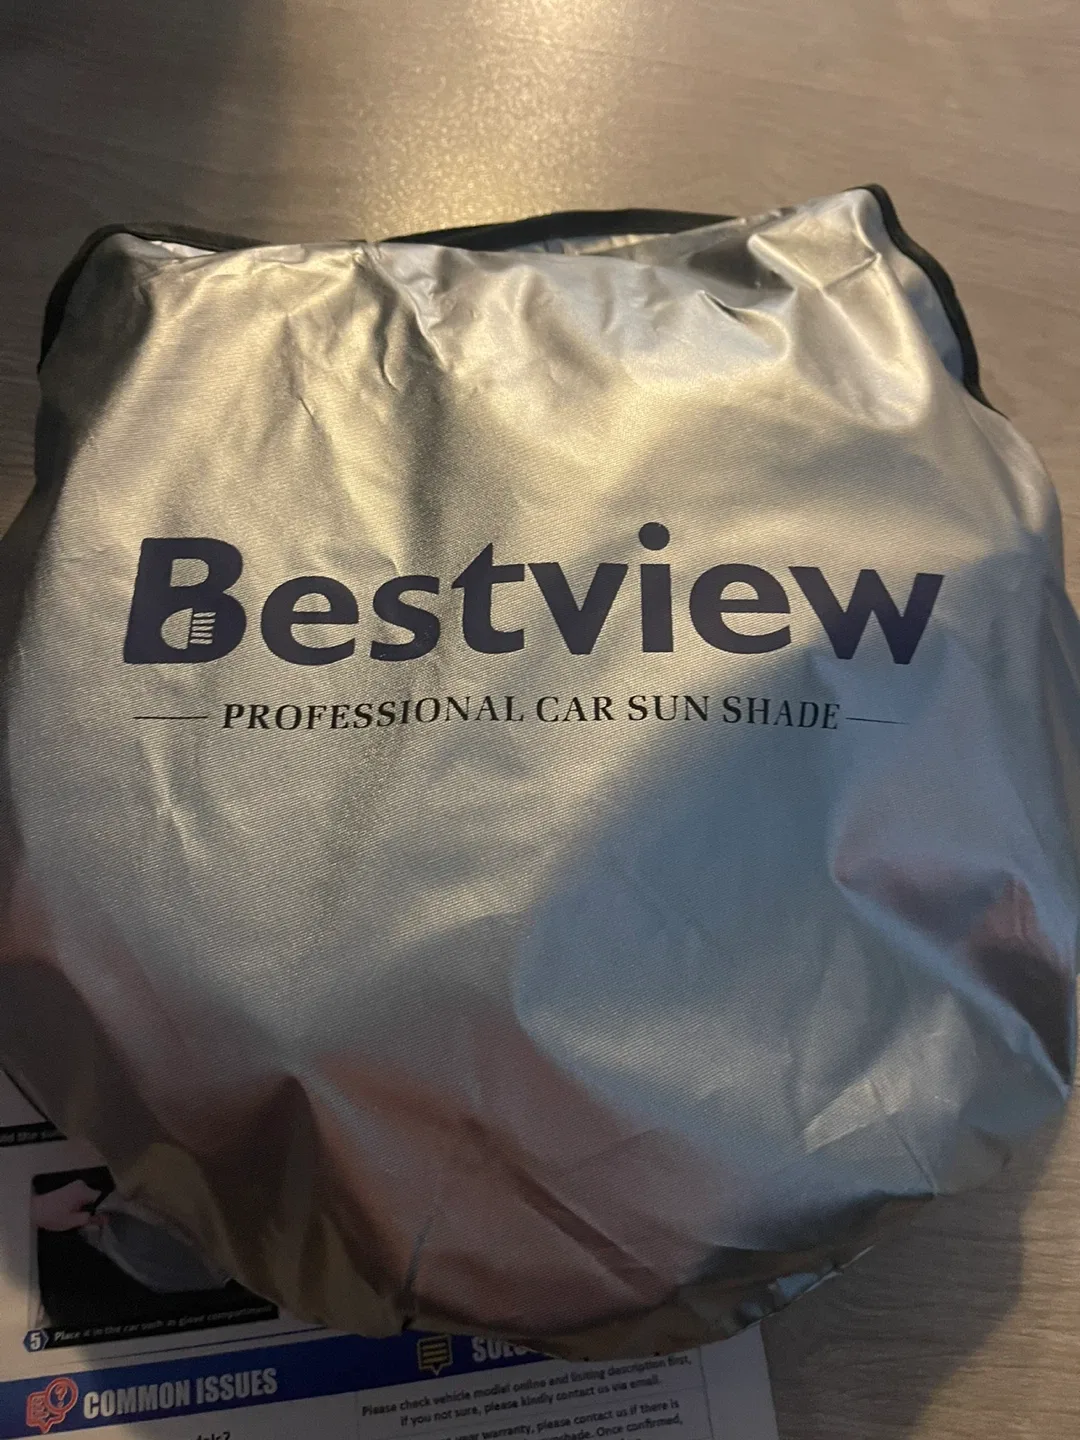 Bestview
PROFESSIONAL CAR SUN SHADE
5 Place it in the car such as glove compartment
COMMON ISSUES
Please check vehicle model online and listing description first,
If you not sure, please kindly contact us via email.
year warranty, please contact us if there is
sunshade. Once confirmed,